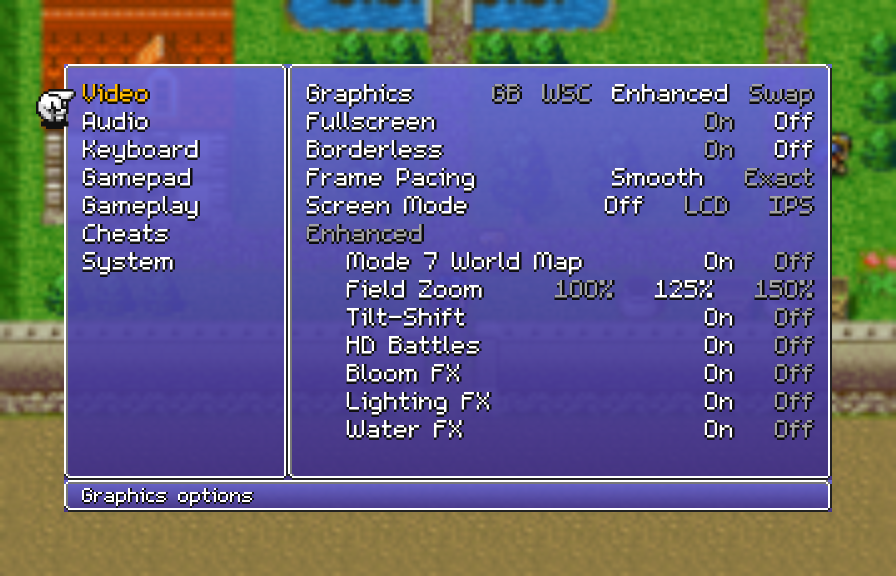 Video
Audio
Keyboard
Gamepad
Gameplay
Cheats
System
Graphics GB WSC Enhanced Swap
Fullscreen On Off
Borderless On Off
Frame Pacing Smooth Exact
Screen Mode Off LCD IPS
Enhanced
Mode 7 World Map On Off
Field Zoom 100% 125% 150%
Tilt-Shift On Off
HD Battles On Off
Bloom FX On Off
Lighting FX On Off
Water FX On Off
Graphics options